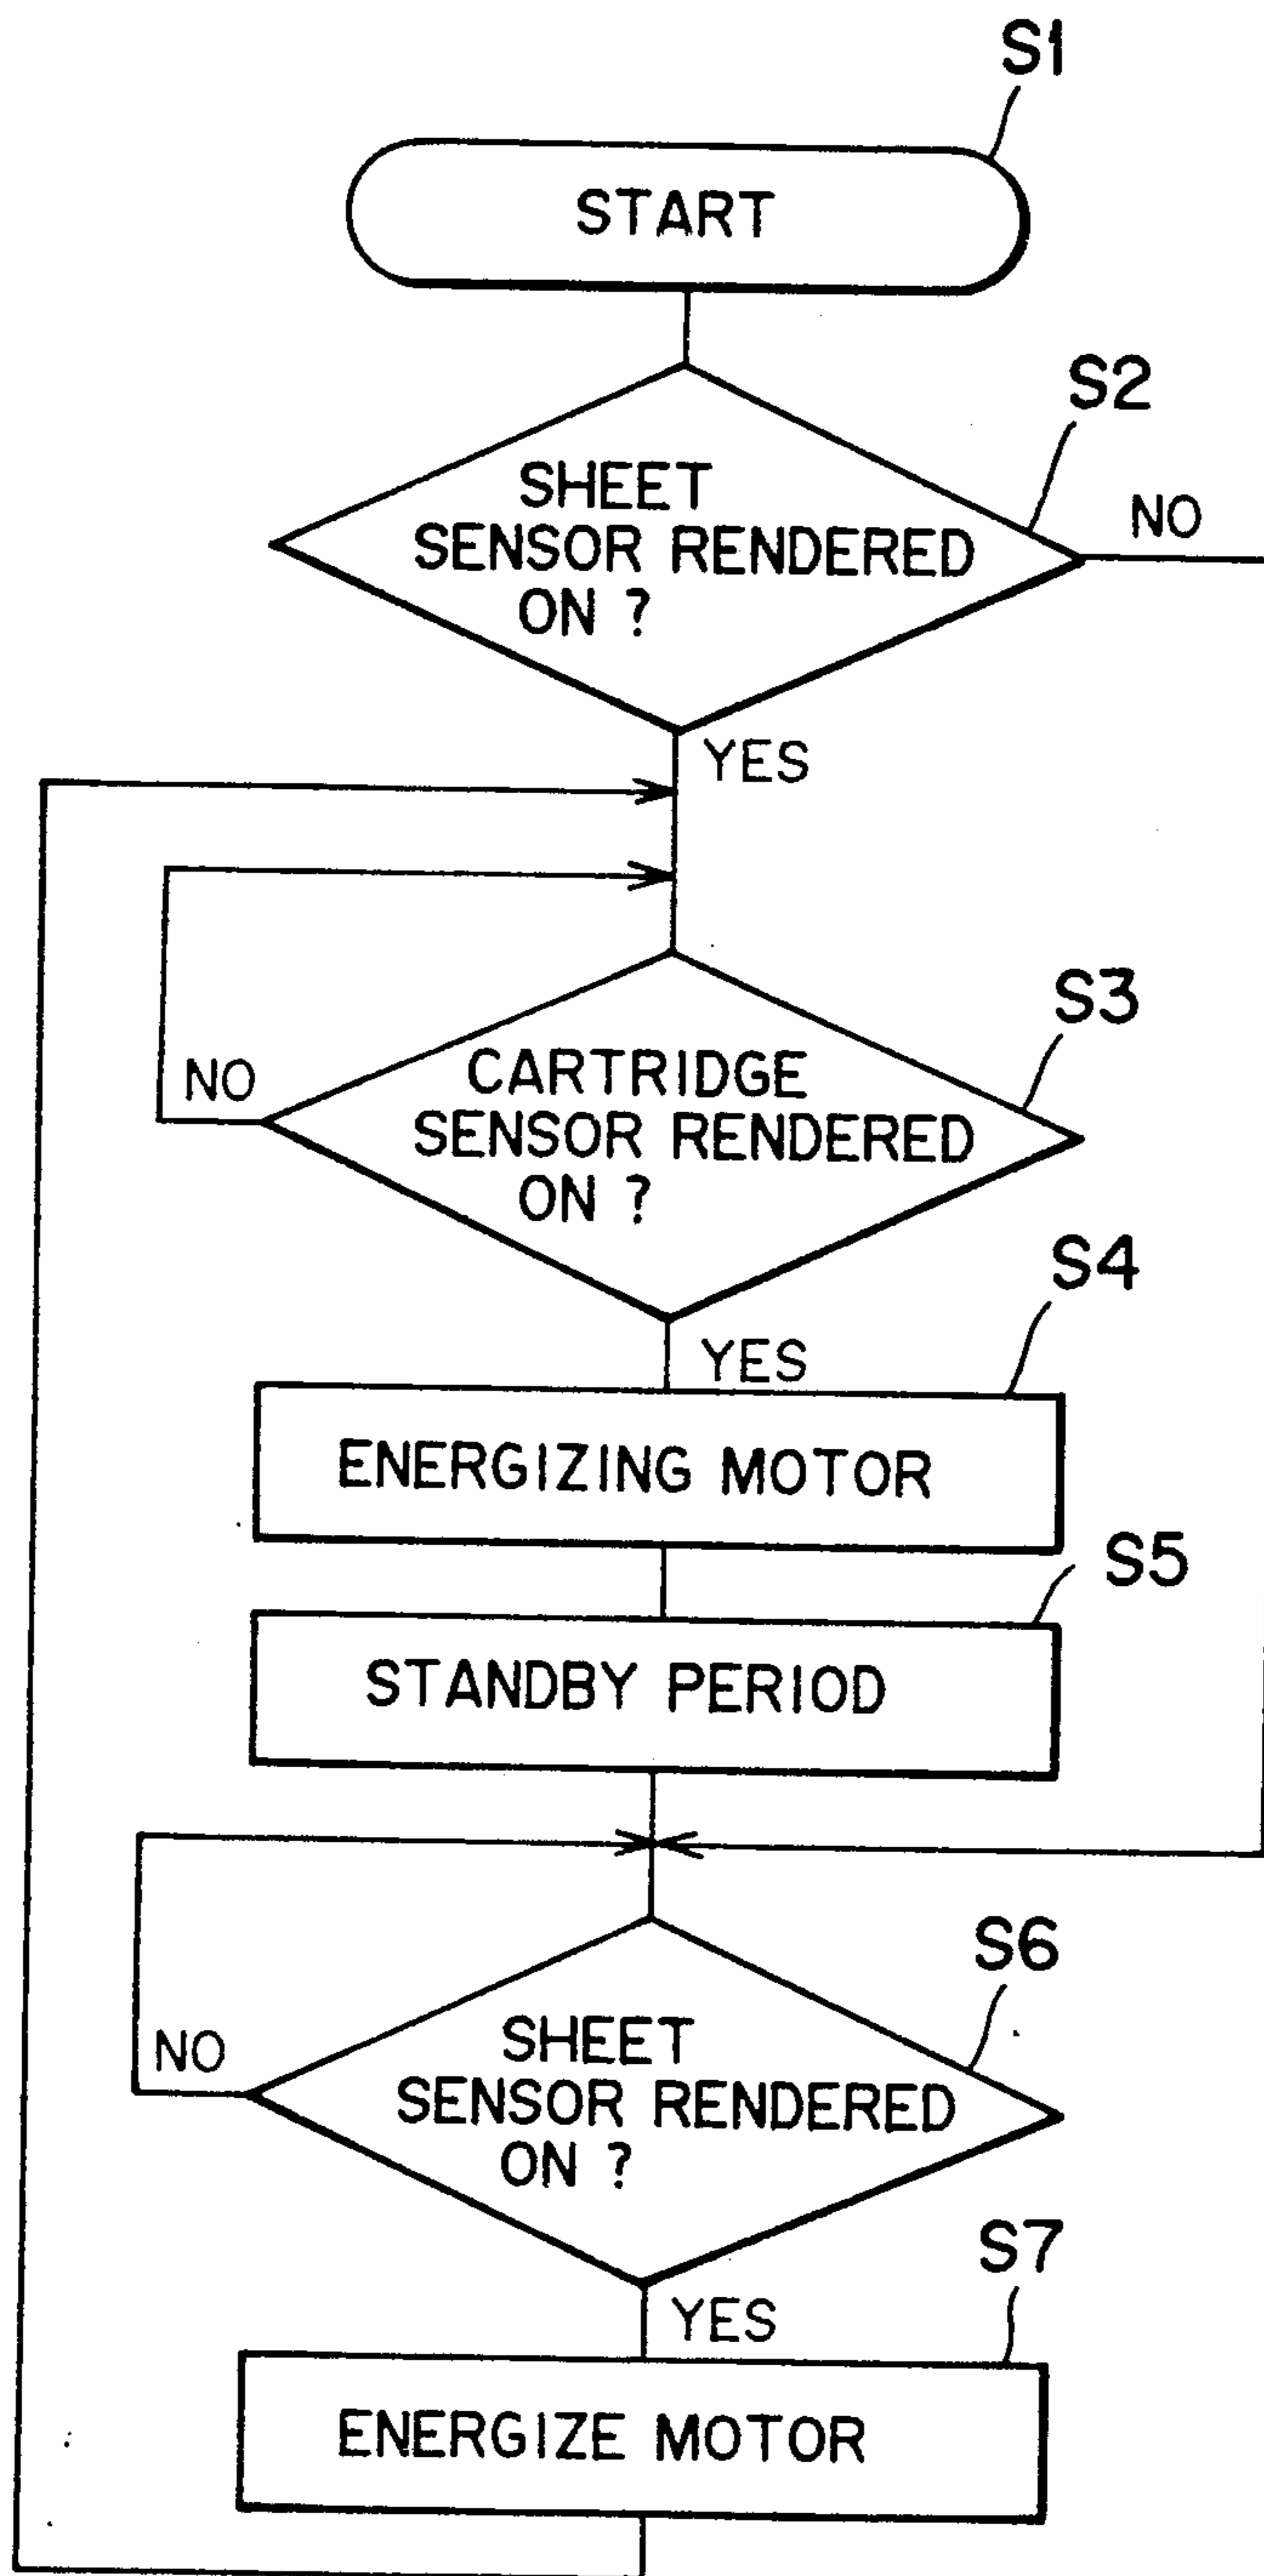 S1
START
S2
SHEET
SENSOR RENDERED
ON ?
NO
YES
S3
CARTRIDGE
SENSOR RENDERED
ON ?
NO
S4
YES
ENERGIZING MOTOR
S5
STANDBY PERIOD
S6
SHEET
SENSOR RENDERED
ON ?
NO
S7
YES
ENERGIZE MOTOR